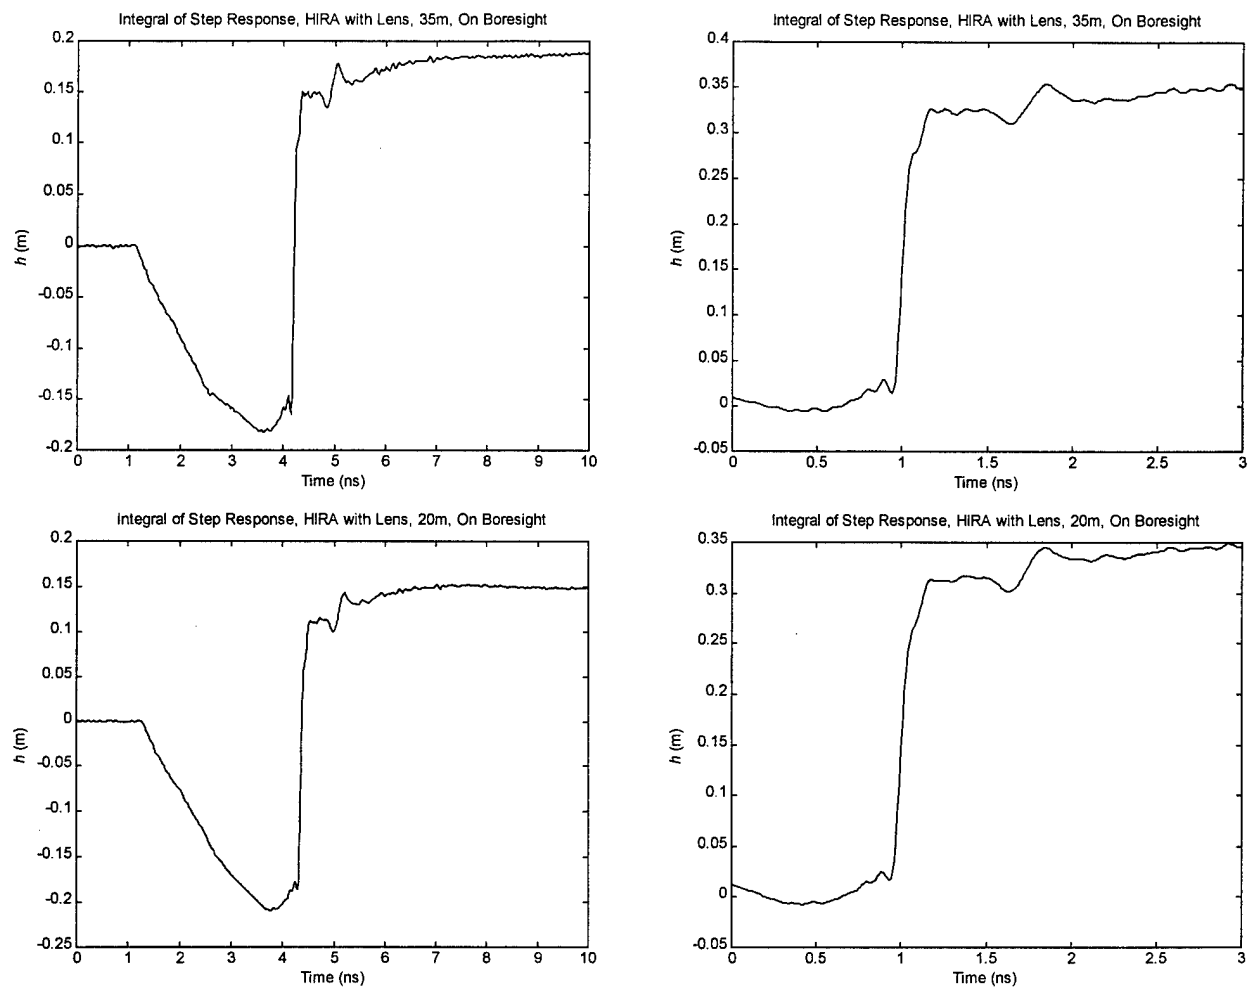 Integral of Step Response, HIRA with Lens, 35m, On Boresight
0.2
0.15
0.1
0.05
0
-0.05
-0.1
-0.15
-0.2
h (m)
0 1 2 3 4 5 6 7 8 9 10
Time (ns)
Integral of Step Response, HIRA with Lens, 35m, On Boresight
0.4
0.35
0.3
0.25
0.2
0.15
0.1
0.05
0
-0.05
h (m)
0 0.5 1 1.5 2 2.5 3
Time (ns)
Integral of Step Response, HIRA with Lens, 20m, On Boresight
0.2
0.15
0.1
0.05
0
-0.05
-0.1
-0.15
-0.2
-0.25
h (m)
0 1 2 3 4 5 6 7 8 9 10
Time (ns)
Integral of Step Response, HIRA with Lens, 20m, On Boresight
0.35
0.3
0.25
0.2
0.15
0.1
0.05
0
-0.05
h (m)
0 0.5 1 1.5 2 2.5 3
Time (ns)